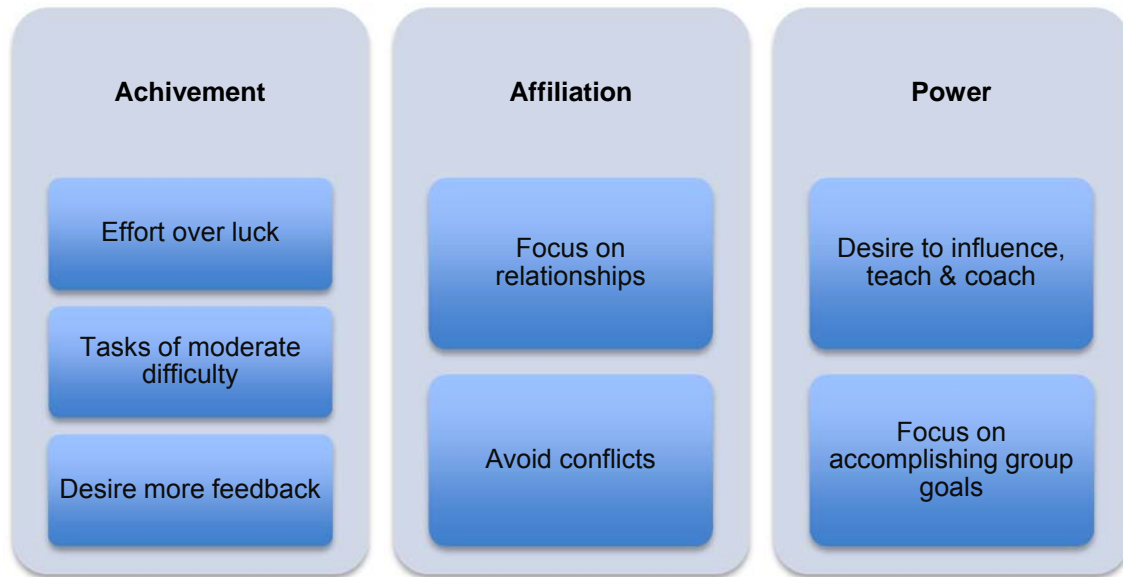 Achivement
Effort over luck
Tasks of moderate
difficulty
Desire more feedback
Affiliation
Focus on
relationships
Avoid conflicts
Power
Desire to influence,
teach & coach
Focus on
accomplishing group
goals